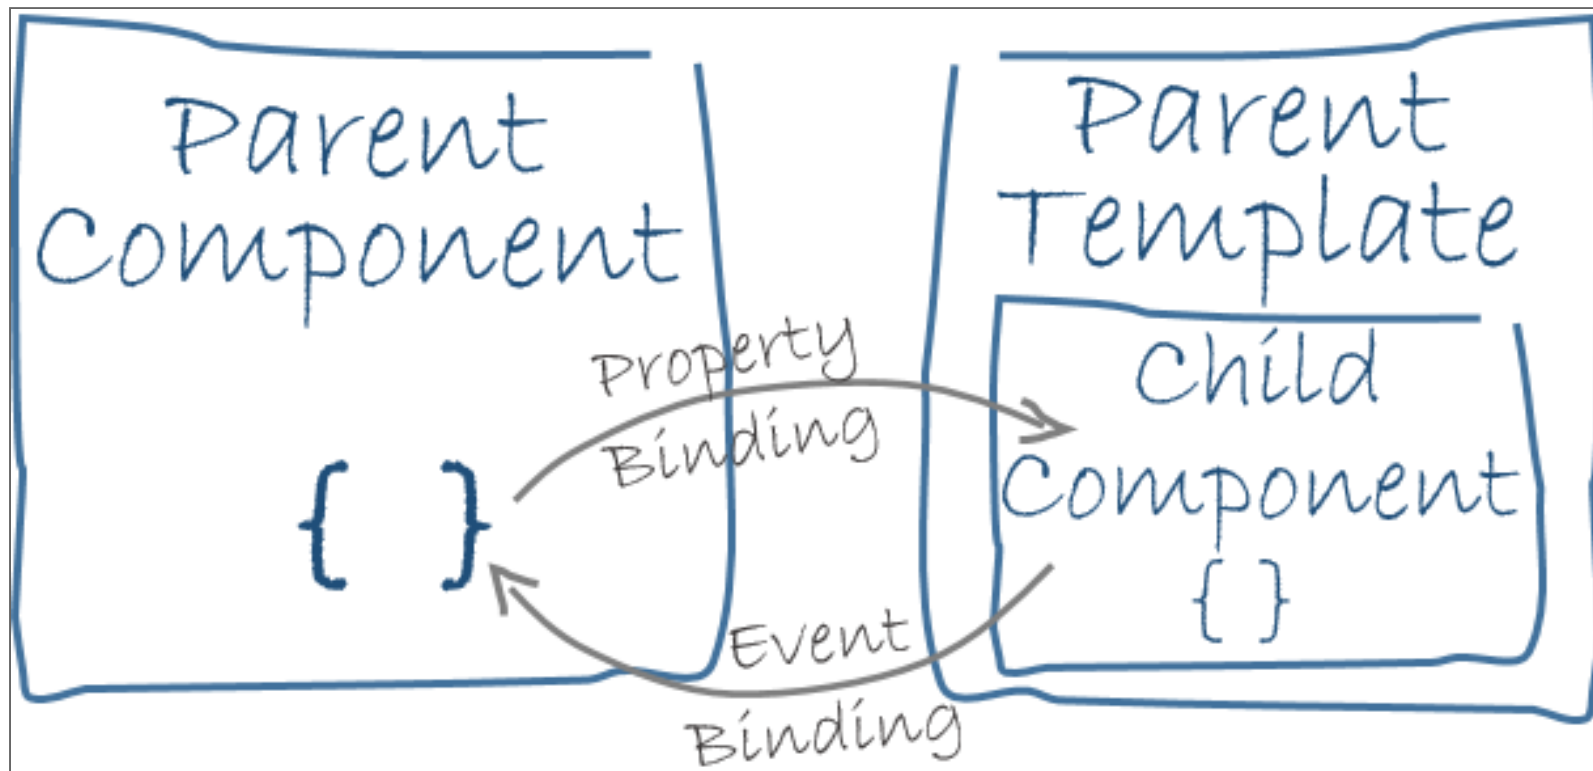 Parent
Component
{ }
Property
Binding
Event
Binding
Parent
Template
Child
Component
{ }